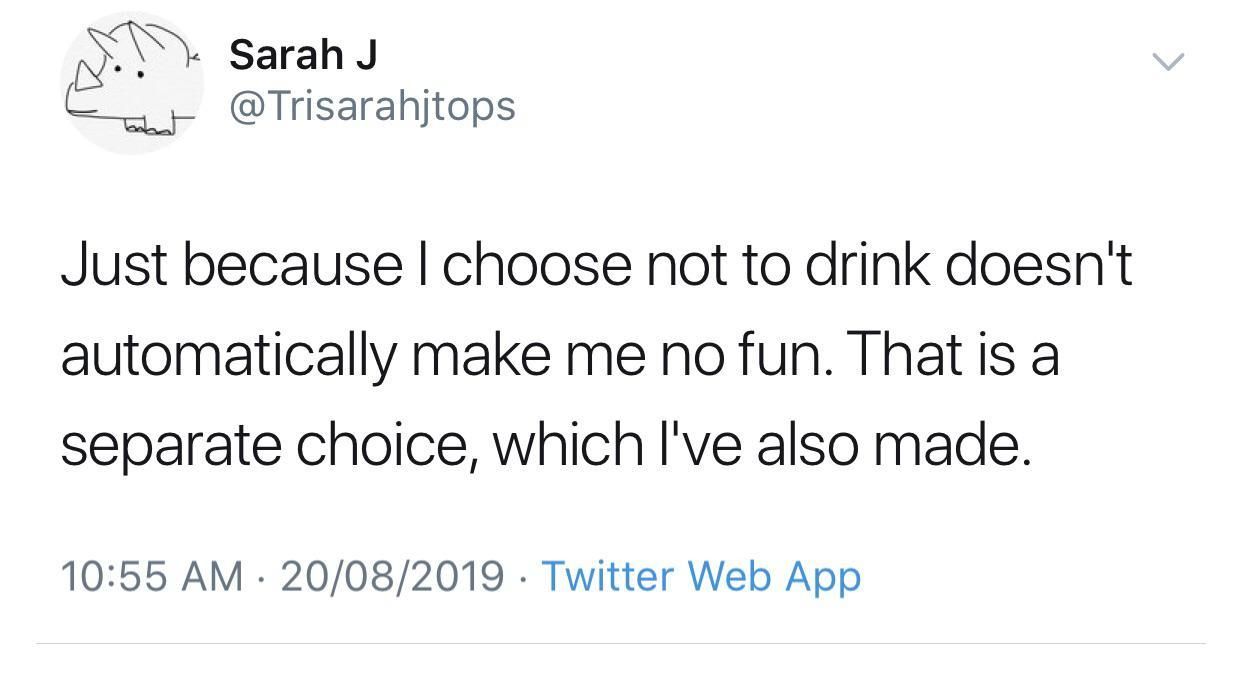 Sarah J
@Trisarahjtops
Just because I choose not to drink doesn't
automatically make me no fun. That is a
separate choice, which I've also made.
10:55 AM · 20/08/2019 · Twitter Web App